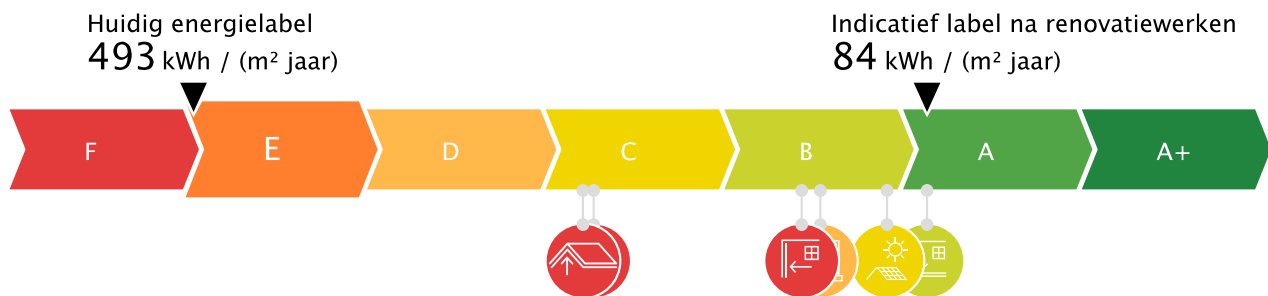 Huidig energielabel
493 kWh / (m² jaar)
Indicatief label na renovatiewerken
84 kWh / (m² jaar)
F E D C B A A+